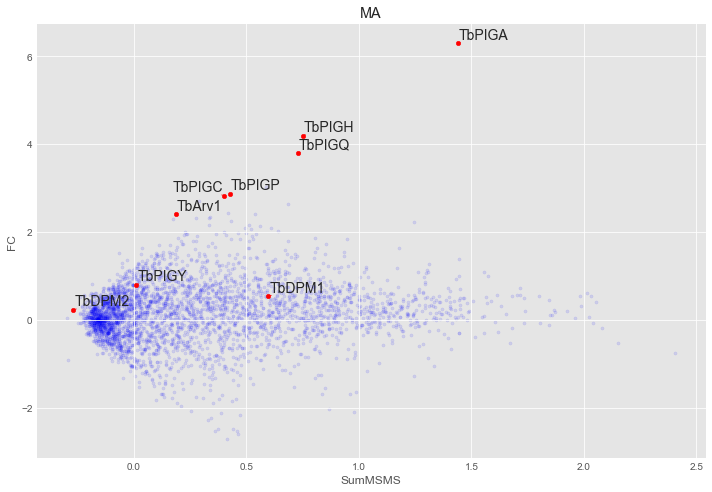 MA
TbPIGA
6
TbPIGH
4
TbPIGQ
TbPIGC
TbPIGP
TbArv1
2
FC
TbPIGY
TbDPM1
TbDPM2
0
−2
0.0 0.5 1.0 1.5 2.0 2.5
SumMSMS